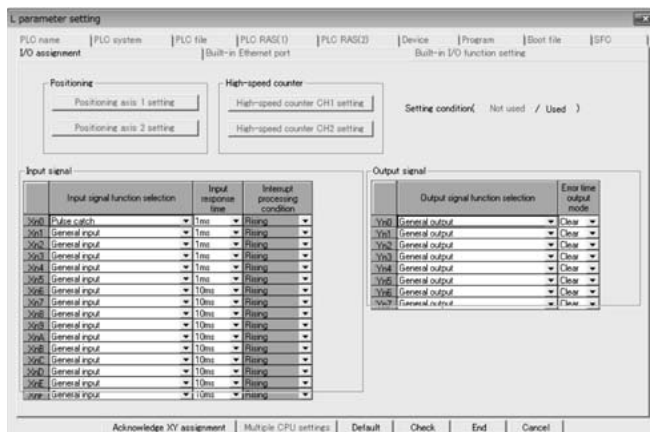 L parameter setting
PLC name PLC system PLC file PLC RAS(1) PLC RAS(2) Device Program Boot file SFC
I/O assignment Built-in Ethernet port Built-in I/O function setting
Positioning High-speed counter
Positioning axis 1 setting High-speed counter CH1 setting Setting condition( Not used / Used )
Positioning axis 2 setting High-speed counter CH2 setting
Input signal Output signal
Input signal function selection Input response time Interrupt processing condition Output signal function selection Error time output mode
Xn0 Pulse catch 1ms Rising Yn0 General output Clear
Xn1 General input 1ms Rising Yn1 General output Clear
Xn2 General input 1ms Rising Yn2 General output Clear
Xn3 General input 1ms Rising Yn3 General output Clear
Xn4 General input 1ms Rising Yn4 General output Clear
Xn5 General input 1ms Rising Yn5 General output Clear
Xn6 General input 10ms Rising Yn6 General output Clear
Xn7 General input 10ms Rising Yn7 General output Clear
Xn8 General input 10ms Rising
Xn9 General input 10ms Rising
XnA General input 10ms Rising
XnB General input 10ms Rising
XnC General input 10ms Rising
XnD General input 10ms Rising
XnE General input 10ms Rising
XnF General input 10ms Rising
Acknowledge XY assignment Multiple CPU settings Default Check End Cancel